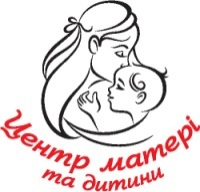 Центр матері
та дитини